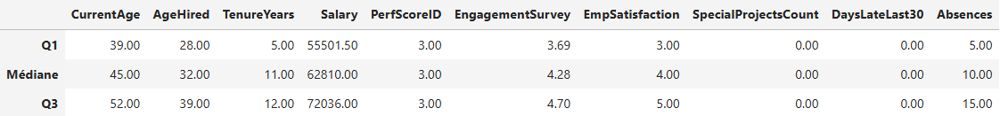 CurrentAge AgeHired TenureYears Salary PerfScoreID EngagementSurvey EmpSatisfaction SpecialProjectsCount DaysLateLast30 Absences
Q1 39.00 28.00 5.00 55501.50 3.00 3.69 3.00 0.00 0.00 5.00
Médiane 45.00 32.00 11.00 62810.00 3.00 4.28 4.00 0.00 0.00 10.00
Q3 52.00 39.00 12.00 72036.00 3.00 4.70 5.00 0.00 0.00 15.00